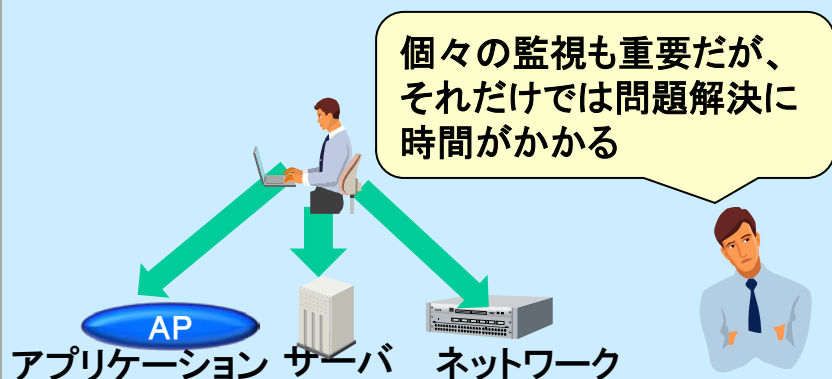 個々の監視も重要だが、
それだけでは問題解決に
時間がかかる
AP
アプリケーション サーバ ネットワーク